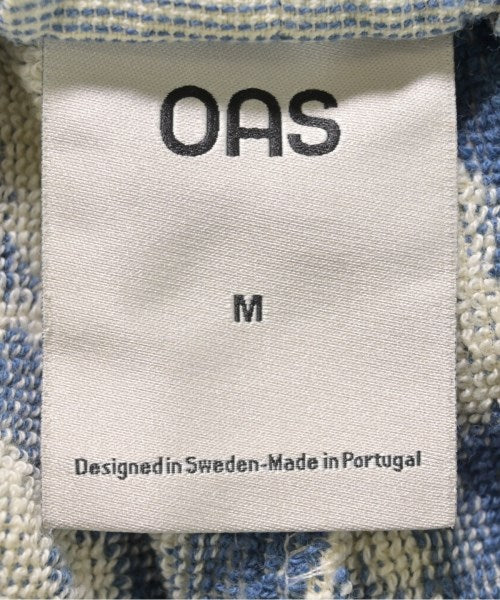 OAS
M
Designed in Sweden-Made in Portugal